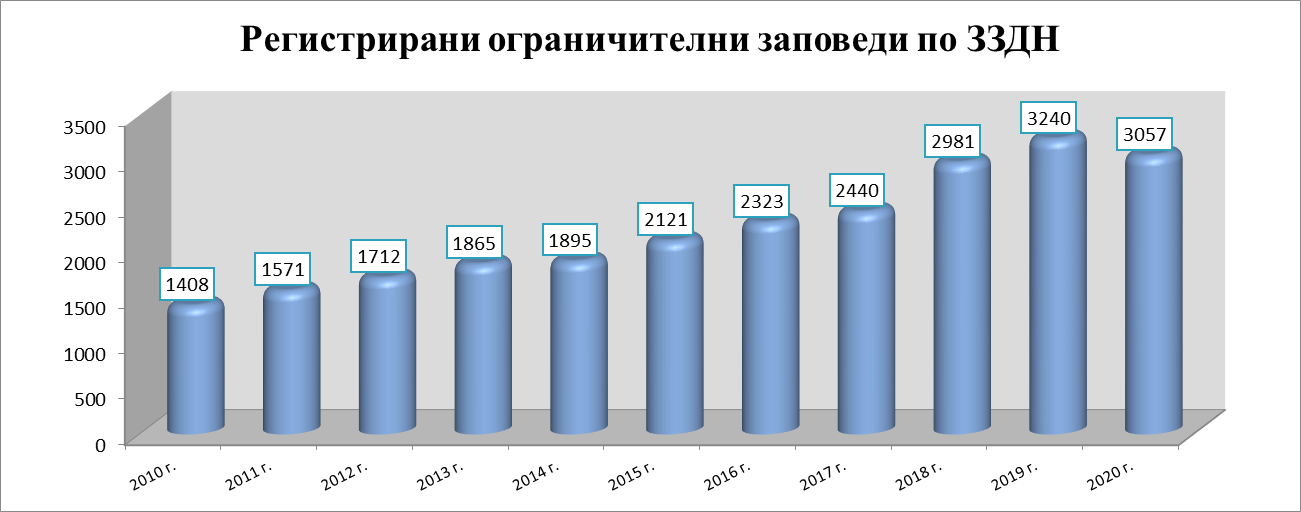 Регистрирани ограничителни заповеди по ЗЗДН
3500
3000
2500
2000
1500
1000
500
0
1408
1571
1712
1865
1895
2121
2323
2440
2981
3240
3057
2010 г.
2011 г.
2012 г.
2013 г.
2014 г.
2015 г.
2016 г.
2017 г.
2018 г.
2019 г.
2020 г.